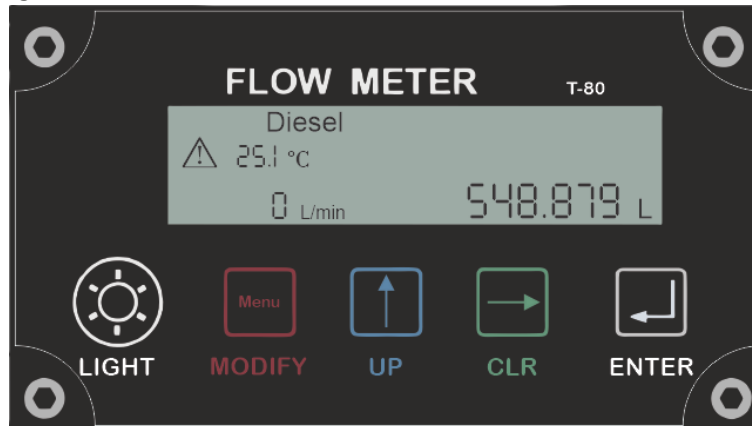 FLOW METER T-80
Diesel
25.1 °C
0 L/min 548.879 L
Menu
LIGHT MODIFY UP CLR ENTER